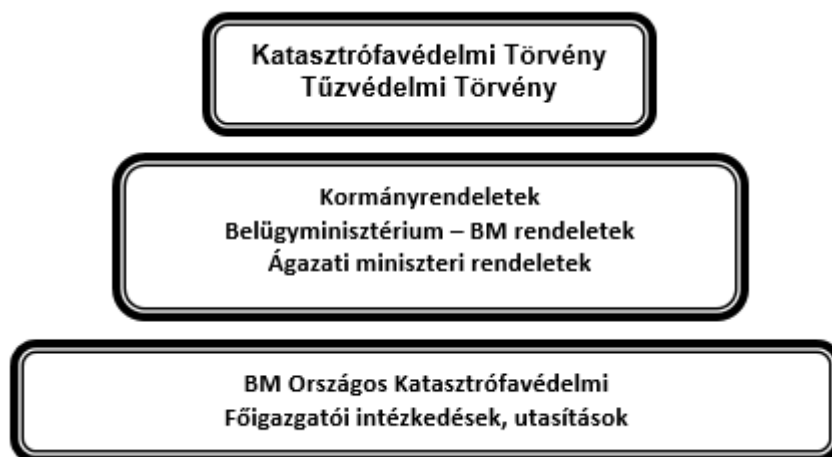 Katasztrófavédelmi Törvény
Tűzvédelmi Törvény
Kormányrendeletek
Belügyminisztérium – BM rendeletek
Ágazati miniszteri rendeletek
BM Országos Katasztrófavédelmi
Főigazgatói intézkedések, utasítások